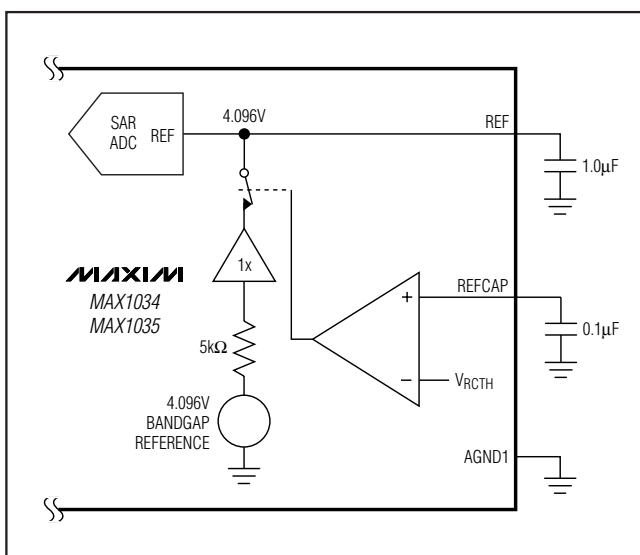 4.096V
REF
SAR
ADC
REF
1.0µF
1x
MAXIM
MAX1034
MAX1035
REFCAP
+
0.1µF
5kΩ
–
VRCTH
4.096V
BANDGAP
REFERENCE
AGND1